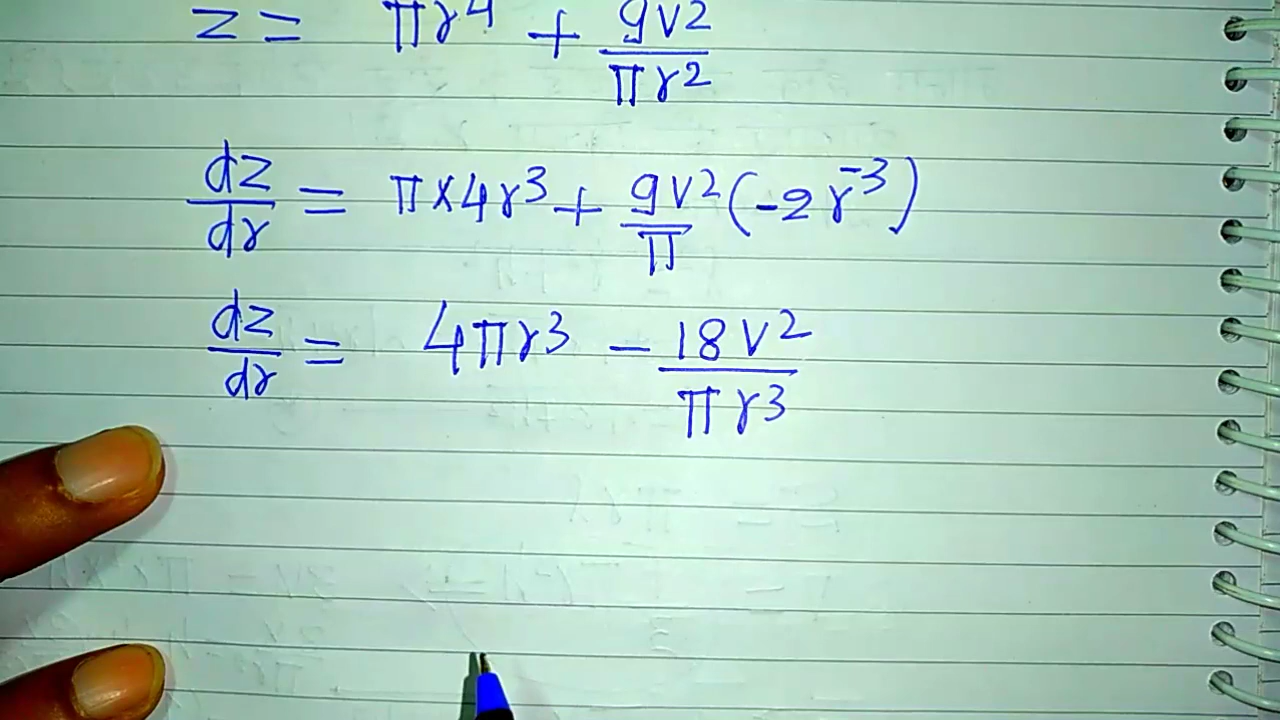 z = πr⁴ + 9v²/πr²
dz/dr = π×4r³ + 9v²/π (-2r⁻³)
dz/dr = 4πr³ - 18v²/πr³